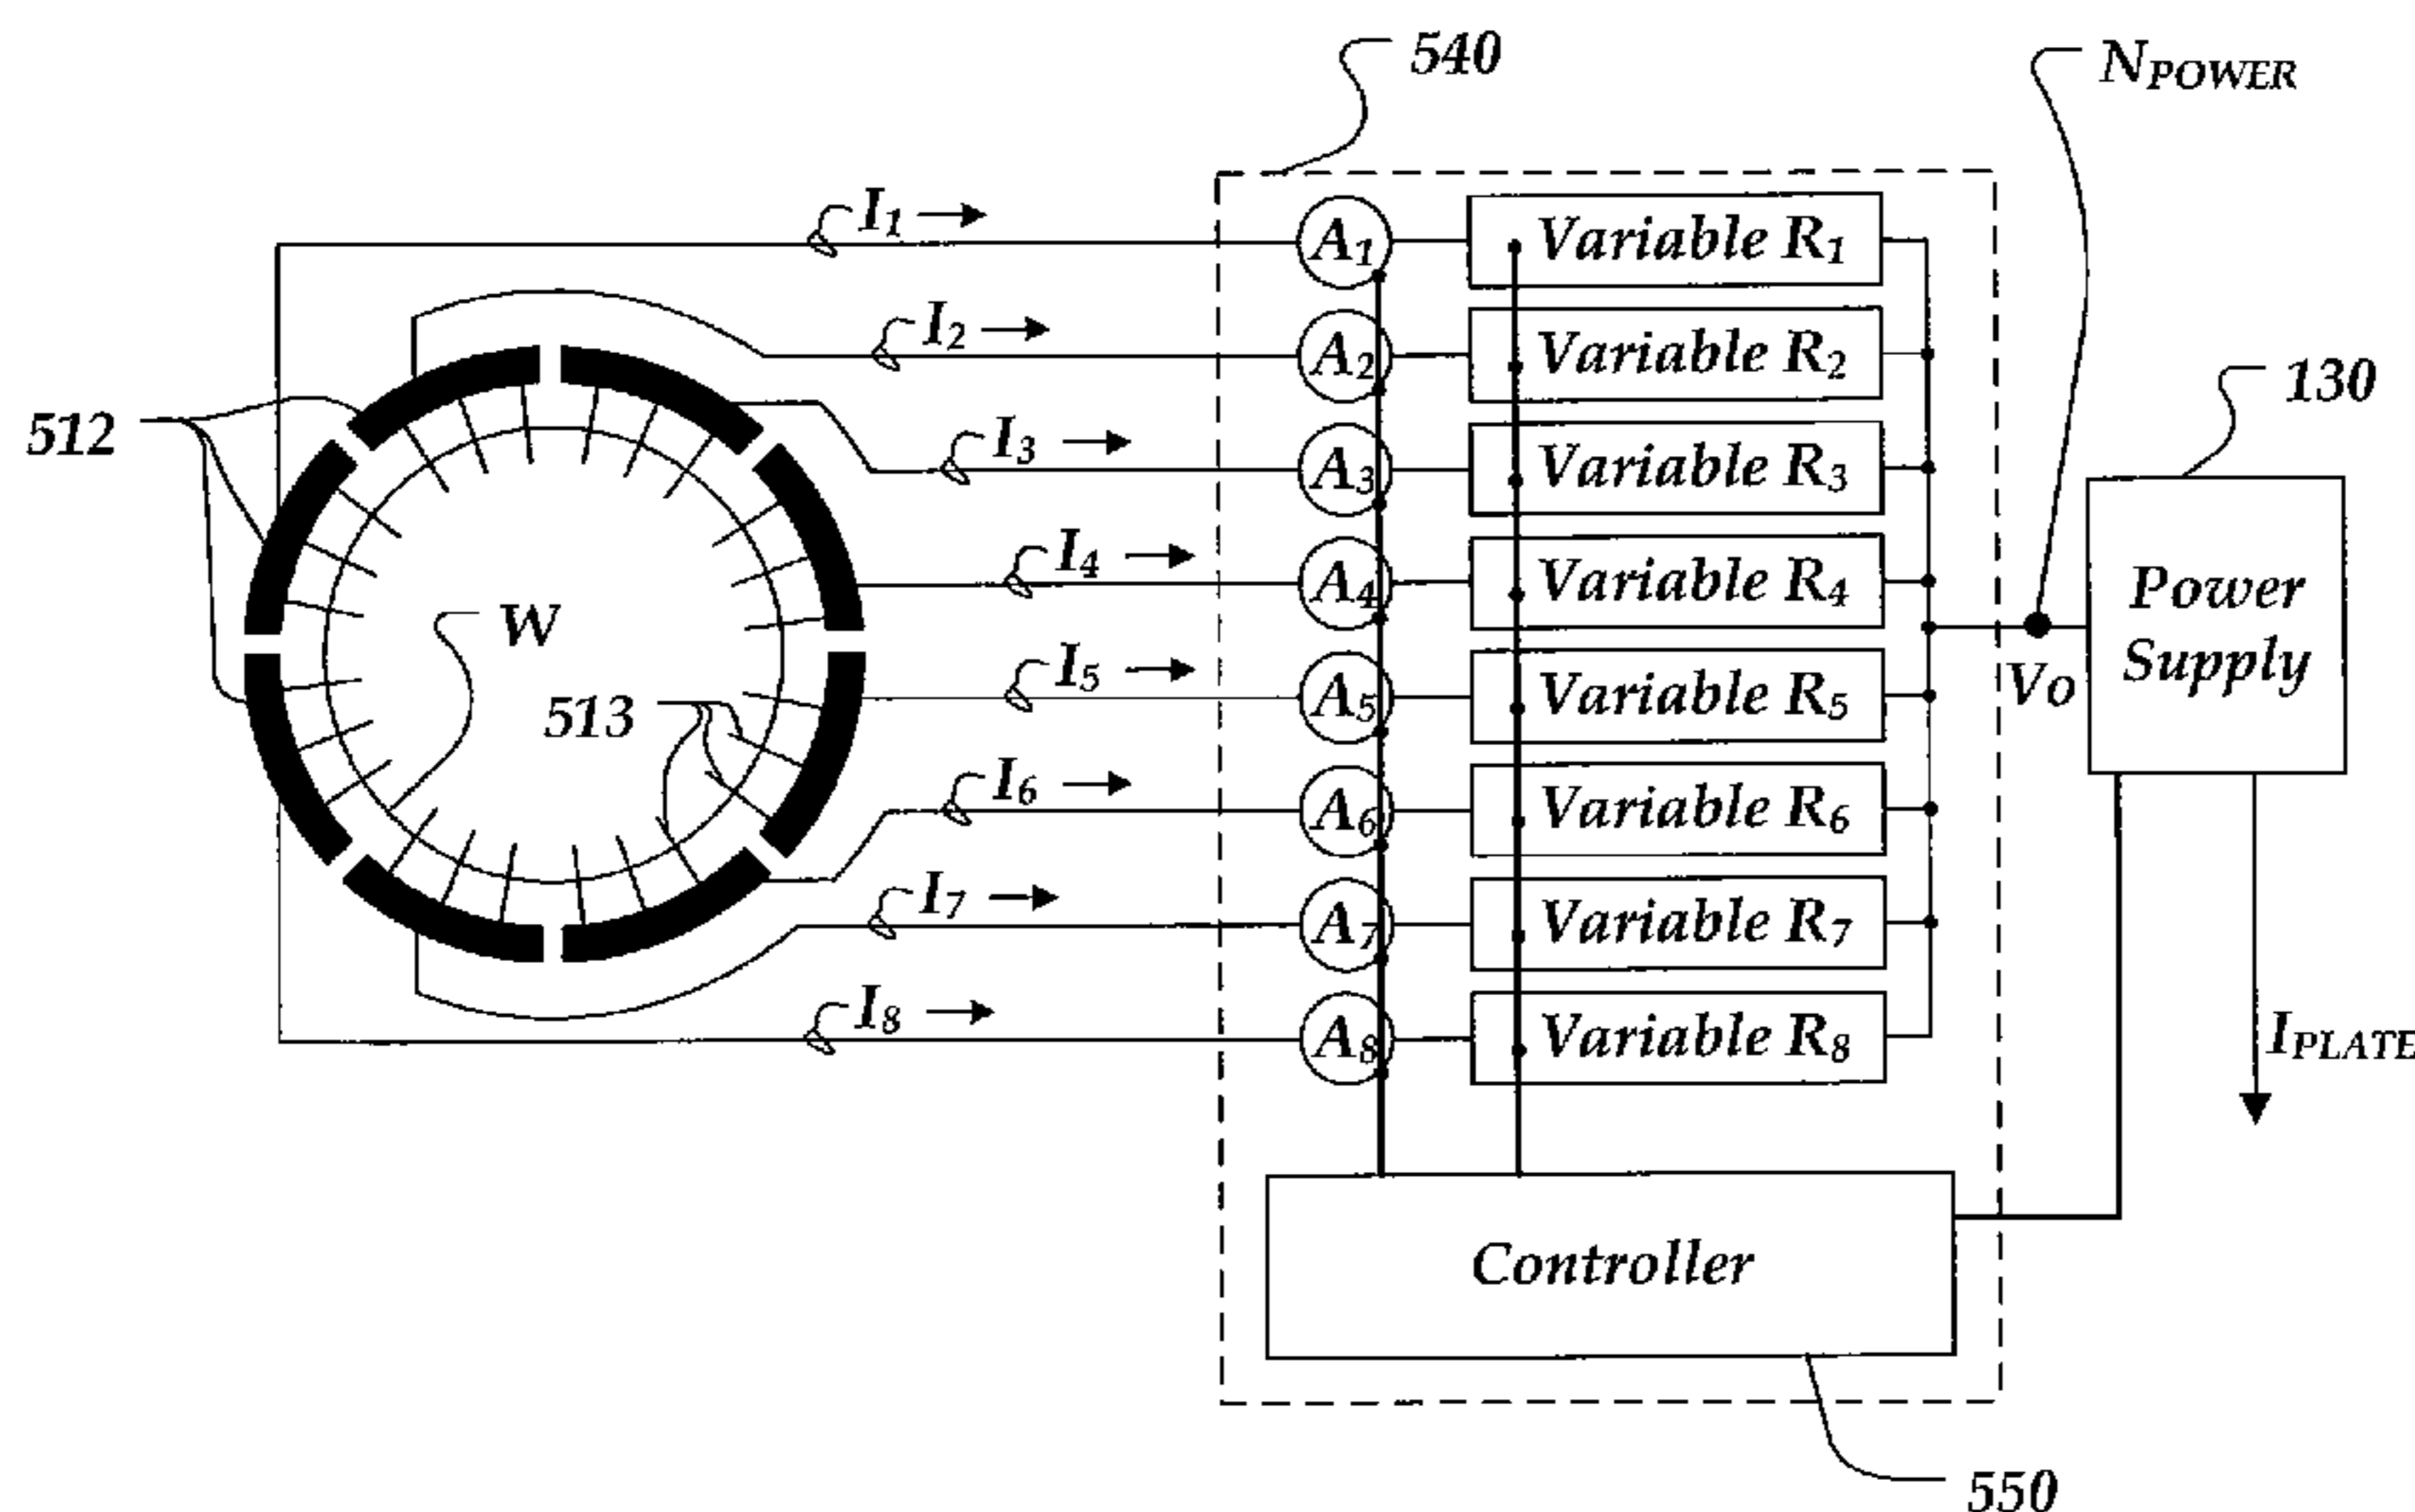 540
N_POWER
I1
A1 Variable R1
I2
A2 Variable R2
130
512
I3
A3 Variable R3
I4
A4 Variable R4
Power
Supply
W
I5
A5 Variable R5
VO
513
I6
A6 Variable R6
I7
A7 Variable R7
I8
A8 Variable R8
I_PLATE
Controller
550